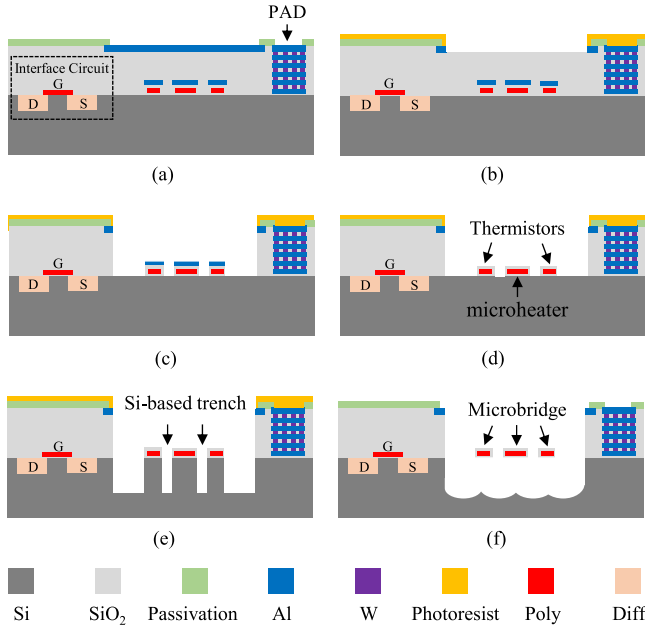 PAD
Interface Circuit
G
D S
(a)
G
D S
(b)
G
D S
(c)
Thermistors
G
D S
microheater
(d)
Si-based trench
G
D S
(e)
Microbridge
G
D S
(f)
Si SiO₂ Passivation Al W Photoresist Poly Diff